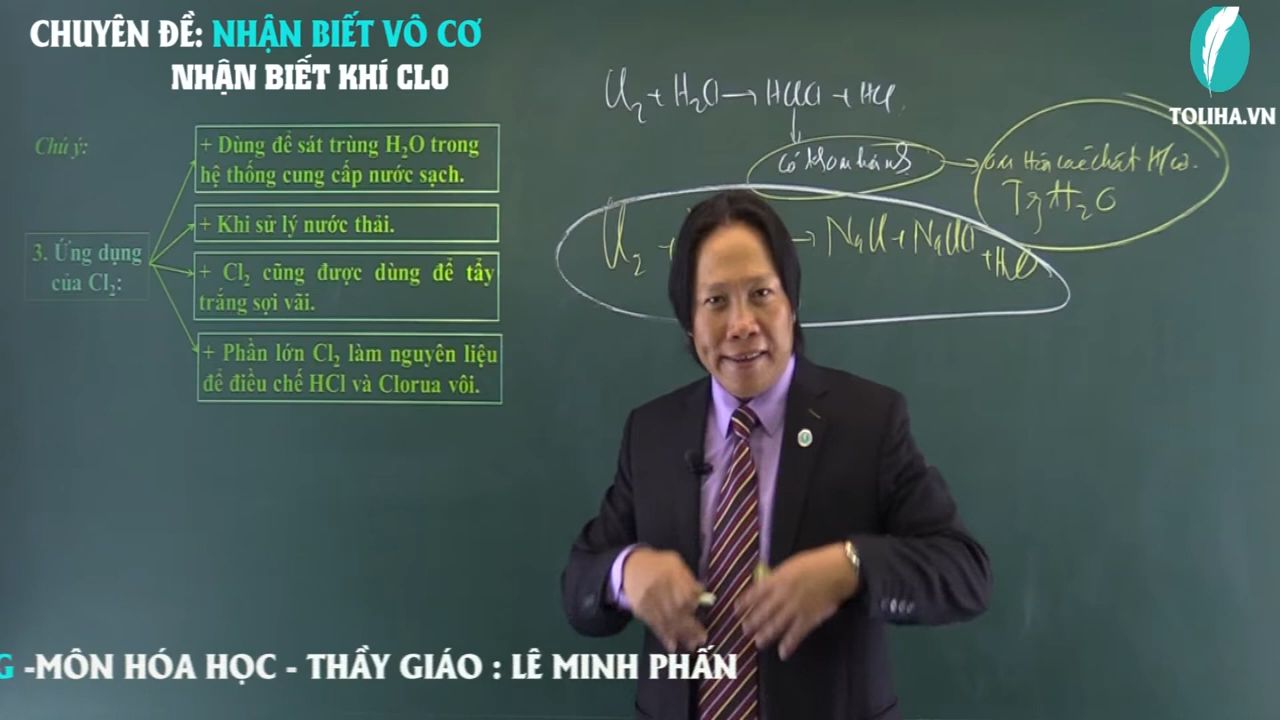 CHUYÊN ĐỀ: NHẬN BIẾT VÔ CƠ
NHẬN BIẾT KHÍ CLO
TOLIHA.VN
Chú ý:
3. Ứng dụng
của Cl₂:
+ Dùng để sát trùng H₂O trong
hệ thống cung cấp nước sạch.
+ Khi sử lý nước thải.
+ Cl₂ cũng được dùng để tẩy
trắng sợi vãi.
+ Phần lớn Cl₂ làm nguyên liệu
để điều chế HCl và Clorua vôi.
Cl₂ + H₂O → HClO + HCl
Cl₂ + → NaCl + NaClO
+ H₂O
G -MÔN HÓA HỌC - THẦY GIÁO : LÊ MINH PHẤN